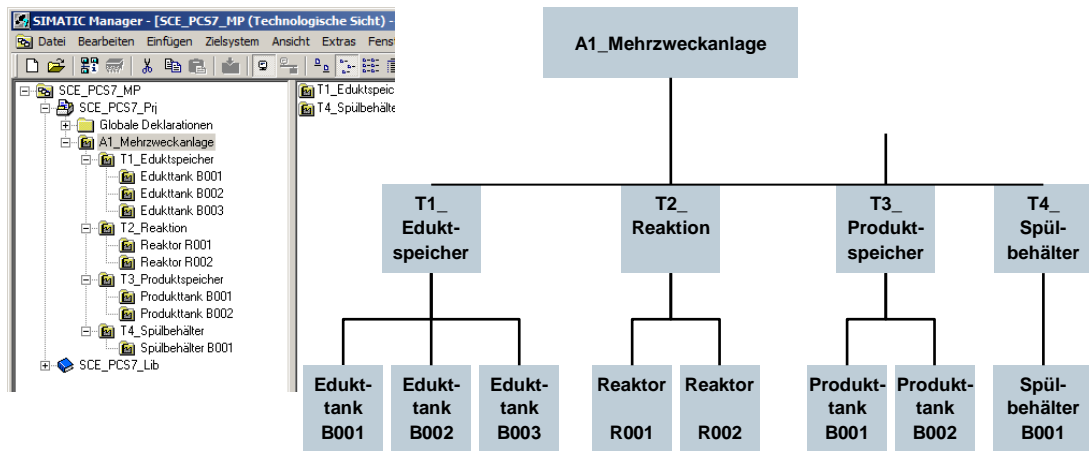 SIMATIC Manager - [SCE_PCS7_MP (Technologische Sicht) -
Datei Bearbeiten Einfügen Zielsystem Ansicht Extras Fens
SCE_PCS7_MP
SCE_PCS7_Prj
Globale Deklarationen
A1_Mehrzweckanlage
T1_Eduktspeicher
Edukttank B001
Edukttank B002
Edukttank B003
T2_Reaktion
Reaktor R001
Reaktor R002
T3_Produktspeicher
Produkttank B001
Produkttank B002
T4_Spülbehälter
Spülbehälter B001
SCE_PCS7_Lib
T1_Eduktspeic
T4_Spülbehälte
A1_Mehrzweckanlage
T1_
Edukt-
speicher
T2_
Reaktion
T3_
Produkt-
speicher
T4_
Spül-
behälter
Edukt-
tank
B001
Edukt-
tank
B002
Edukt-
tank
B003
Reaktor
R001
Reaktor
R002
Produkt-
tank
B001
Produkt-
tank
B002
Spül-
behälter
B001